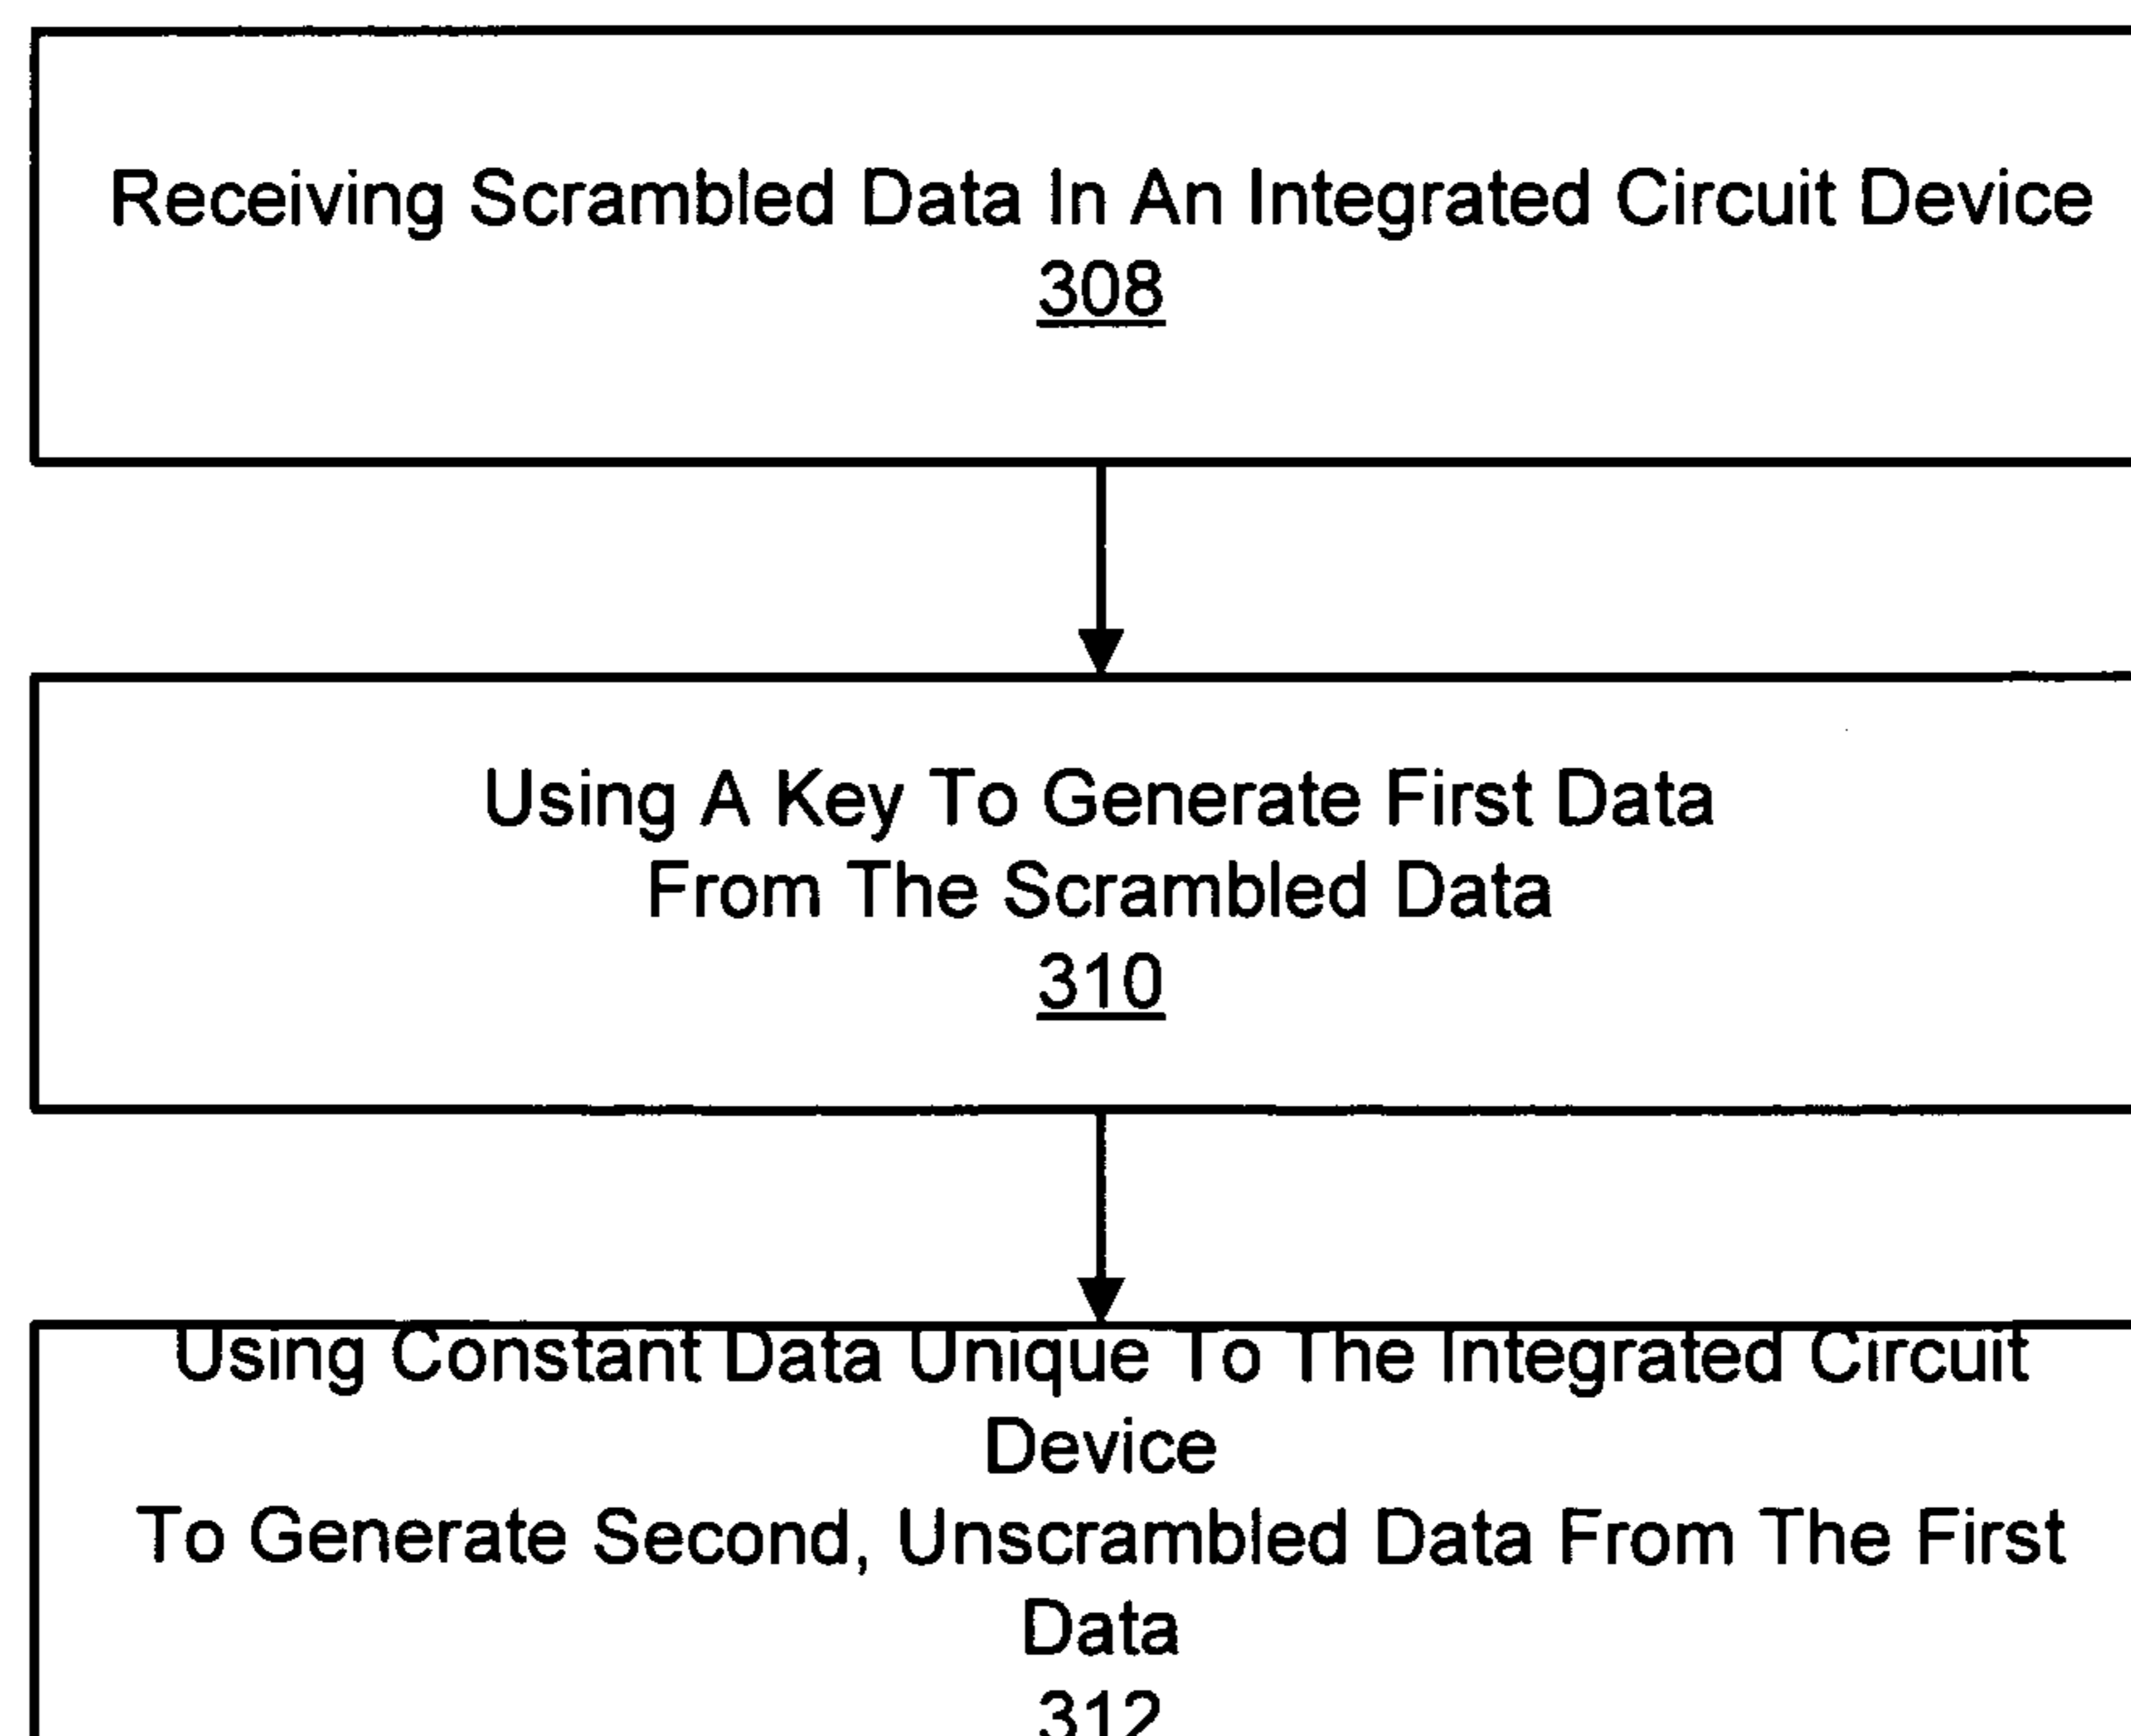 Receiving Scrambled Data In An Integrated Circuit Device
308
Using A Key To Generate First Data
From The Scrambled Data
310
Using Constant Data Unique To The Integrated Circuit
Device
To Generate Second, Unscrambled Data From The First
Data
312